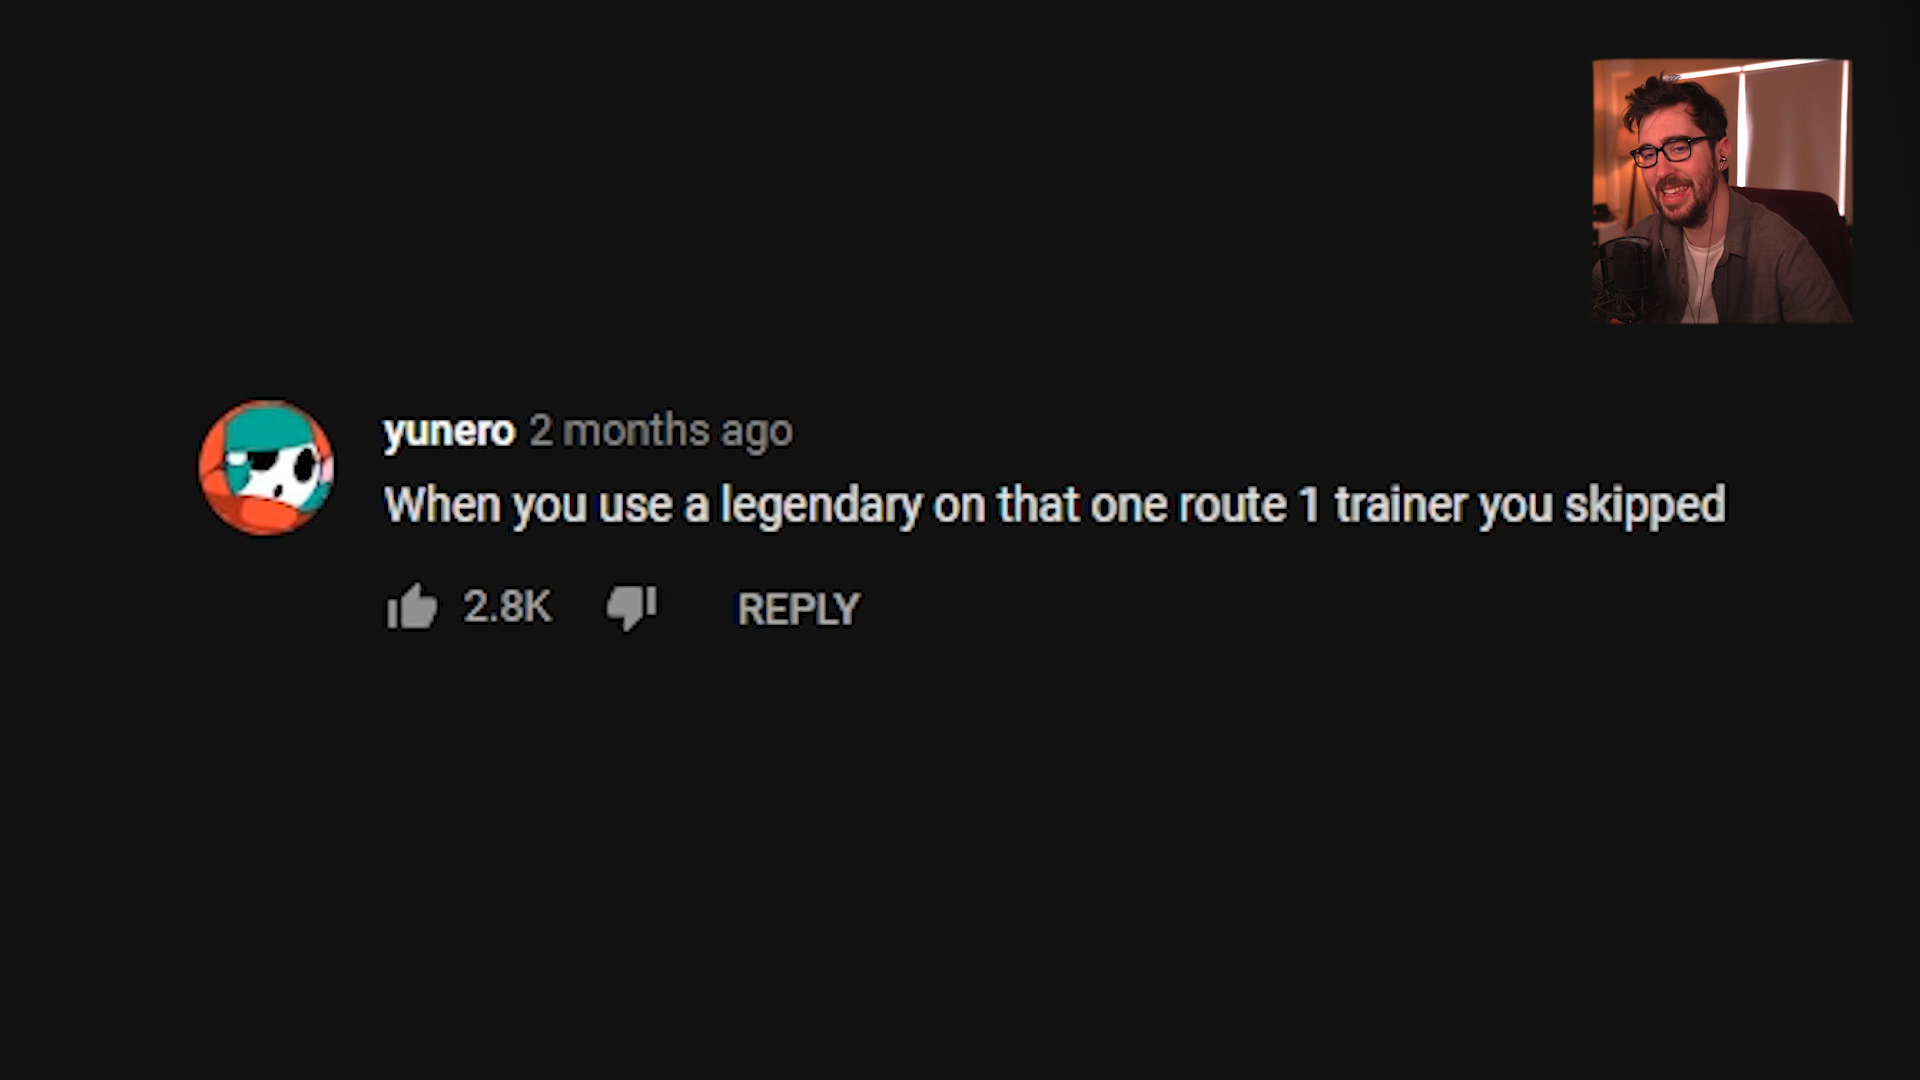 yunero 2 months ago
When you use a legendary on that one route 1 trainer you skipped
2.8K REPLY